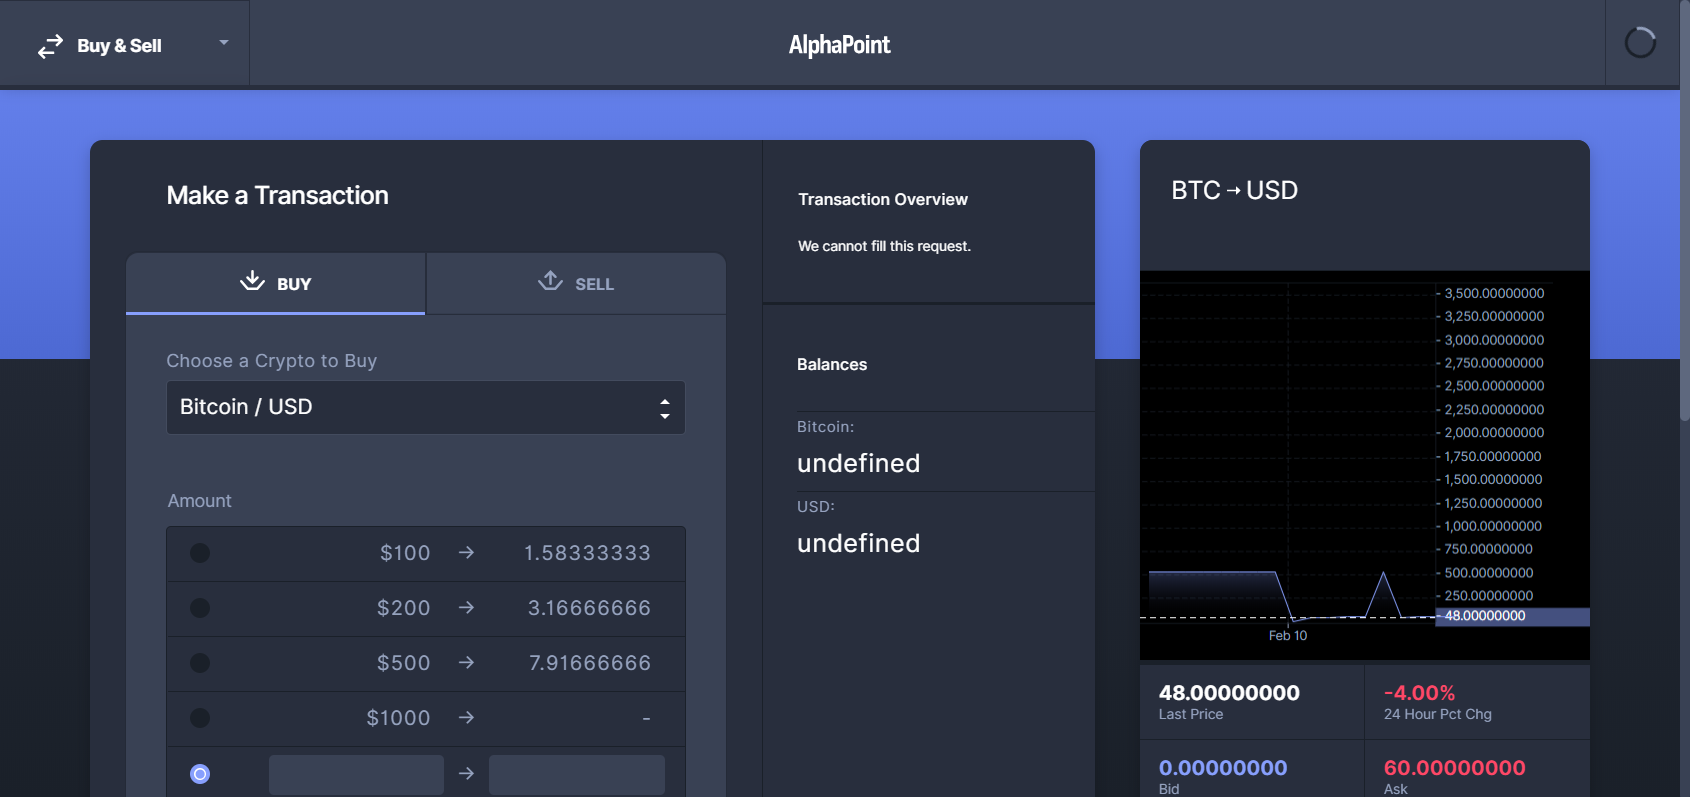 Buy & Sell
AlphaPoint
Make a Transaction
BUY
SELL
Choose a Crypto to Buy
Bitcoin / USD
Amount
$100 → 1.58333333
$200 → 3.16666666
$500 → 7.91666666
$1000 → -
→
Transaction Overview
We cannot fill this request.
Balances
Bitcoin:
undefined
USD:
undefined
BTC → USD
3,500.00000000
3,250.00000000
3,000.00000000
2,750.00000000
2,500.00000000
2,250.00000000
2,000.00000000
1,750.00000000
1,500.00000000
1,250.00000000
1,000.00000000
750.00000000
500.00000000
250.00000000
48.00000000
Feb 10
48.00000000
Last Price
-4.00%
24 Hour Pct Chg
0.00000000
Bid
60.00000000
Ask